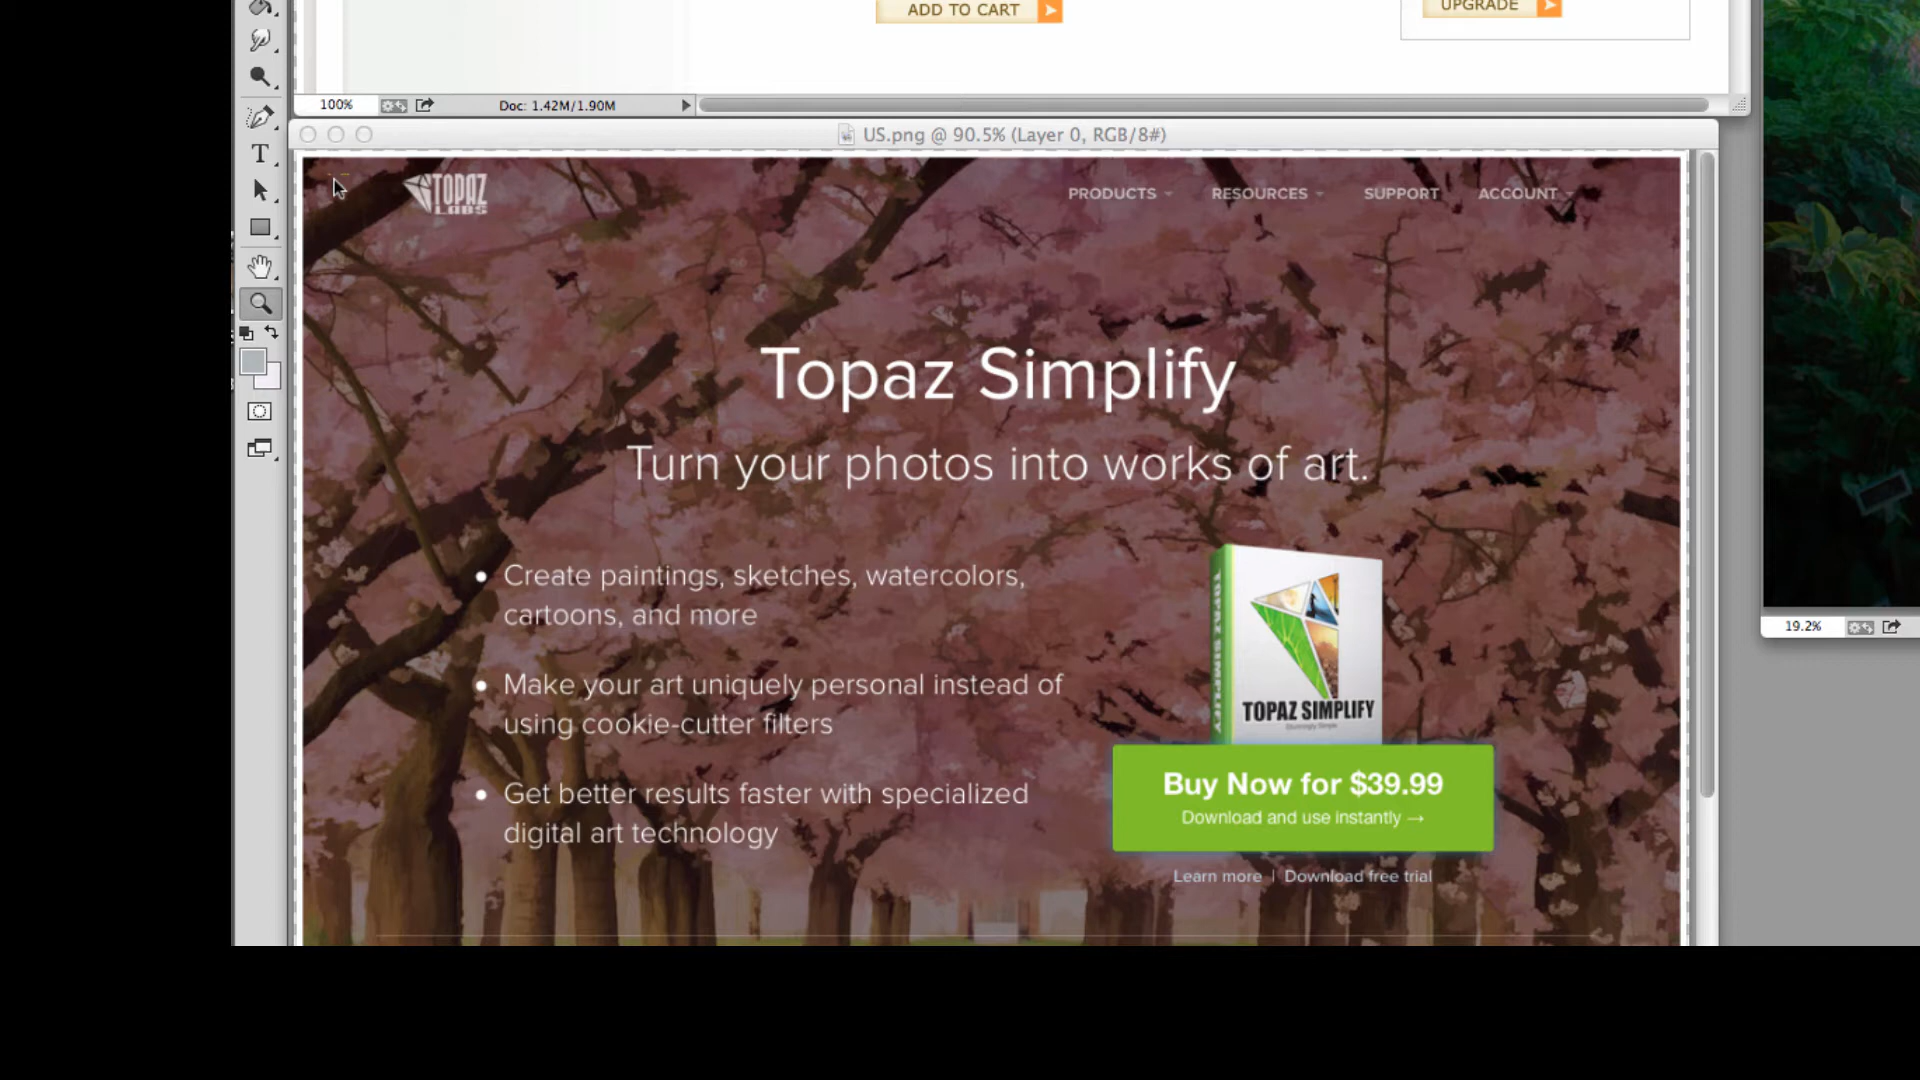 ADD TO CART
UPGRADE
100%
Doc: 1.42M/1.90M
US.png @ 90.5% (Layer 0, RGB/8#)
T
TOPAZ
LABS
PRODUCTS
RESOURCES
SUPPORT
ACCOUNT
Topaz Simplify
Turn your photos into works of art.
• Create paintings, sketches, watercolors,
cartoons, and more
• Make your art uniquely personal instead of
using cookie-cutter filters
• Get better results faster with specialized
digital art technology
TOPAZ SIMPLIFY
TOPAZ SIMPLIFY
Buy Now for $39.99
Download and use instantly →
Learn more | Download free trial
19.2%